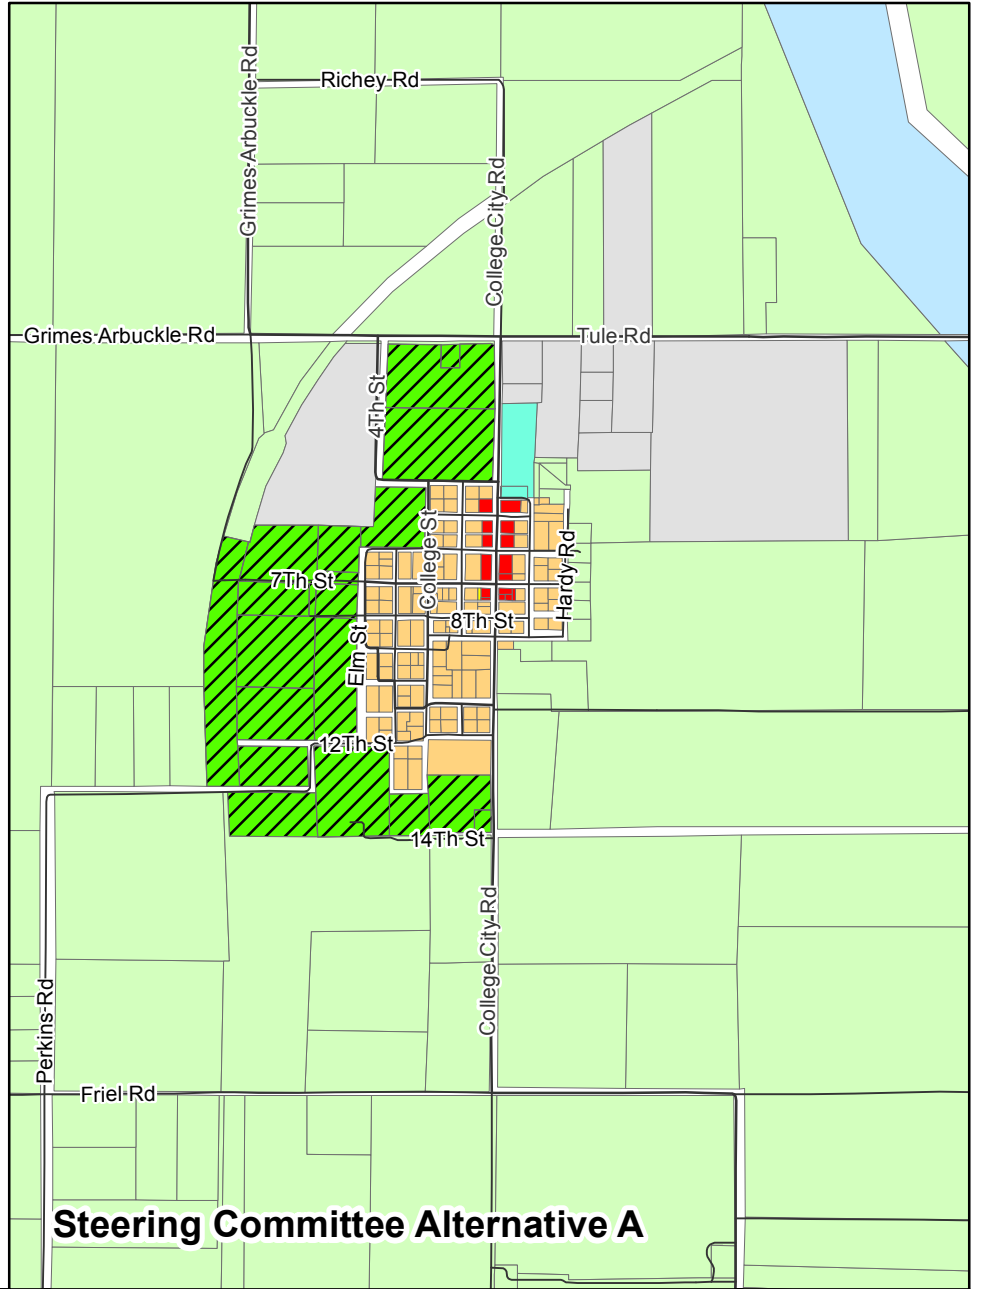 Richey Rd
Grimes-Arbuckle-Rd
College-City-Rd
Grimes-Arbuckle Rd
Tule-Rd
4Th-St
College-St
Hardy-Rd
7Th St
8Th-St
Elm-St
12Th-St
14Th St
College-City-Rd
Perkins-Rd
Friel Rd
Steering Committee Alternative A